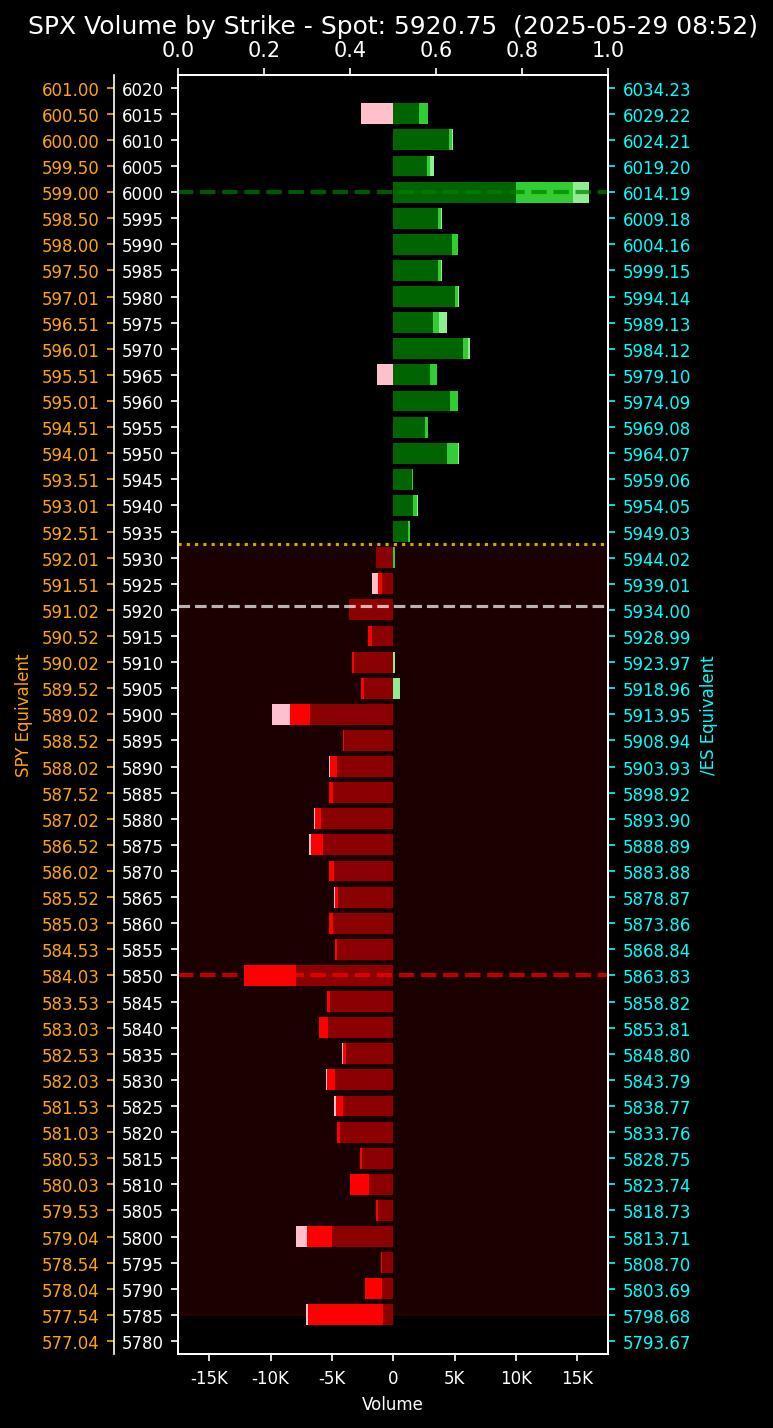 SPX Volume by Strike - Spot: 5920.75 (2025-05-29 08:52)
0.0 0.2 0.4 0.6 0.8 1.0
601.00 6020 6034.23
600.50 6015 6029.22
600.00 6010 6024.21
599.50 6005 6019.20
599.00 6000 6014.19
598.50 5995 6009.18
598.00 5990 6004.16
597.50 5985 5999.15
597.01 5980 5994.14
596.51 5975 5989.13
596.01 5970 5984.12
595.51 5965 5979.10
595.01 5960 5974.09
594.51 5955 5969.08
594.01 5950 5964.07
593.51 5945 5959.06
593.01 5940 5954.05
592.51 5935 5949.03
592.01 5930 5944.02
591.51 5925 5939.01
591.02 5920 5934.00
590.52 5915 5928.99
590.02 5910 5923.97
589.52 5905 5918.96
589.02 5900 5913.95
588.52 5895 5908.94
588.02 5890 5903.93
587.52 5885 5898.92
587.02 5880 5893.90
586.52 5875 5888.89
586.02 5870 5883.88
585.52 5865 5878.87
585.03 5860 5873.86
584.53 5855 5868.84
584.03 5850 5863.83
583.53 5845 5858.82
583.03 5840 5853.81
582.53 5835 5848.80
582.03 5830 5843.79
581.53 5825 5838.77
581.03 5820 5833.76
580.53 5815 5828.75
580.03 5810 5823.74
579.53 5805 5818.73
579.04 5800 5813.71
578.54 5795 5808.70
578.04 5790 5803.69
577.54 5785 5798.68
577.04 5780 5793.67
SPY Equivalent
/ES Equivalent
-15K -10K -5K 0 5K 10K 15K
Volume